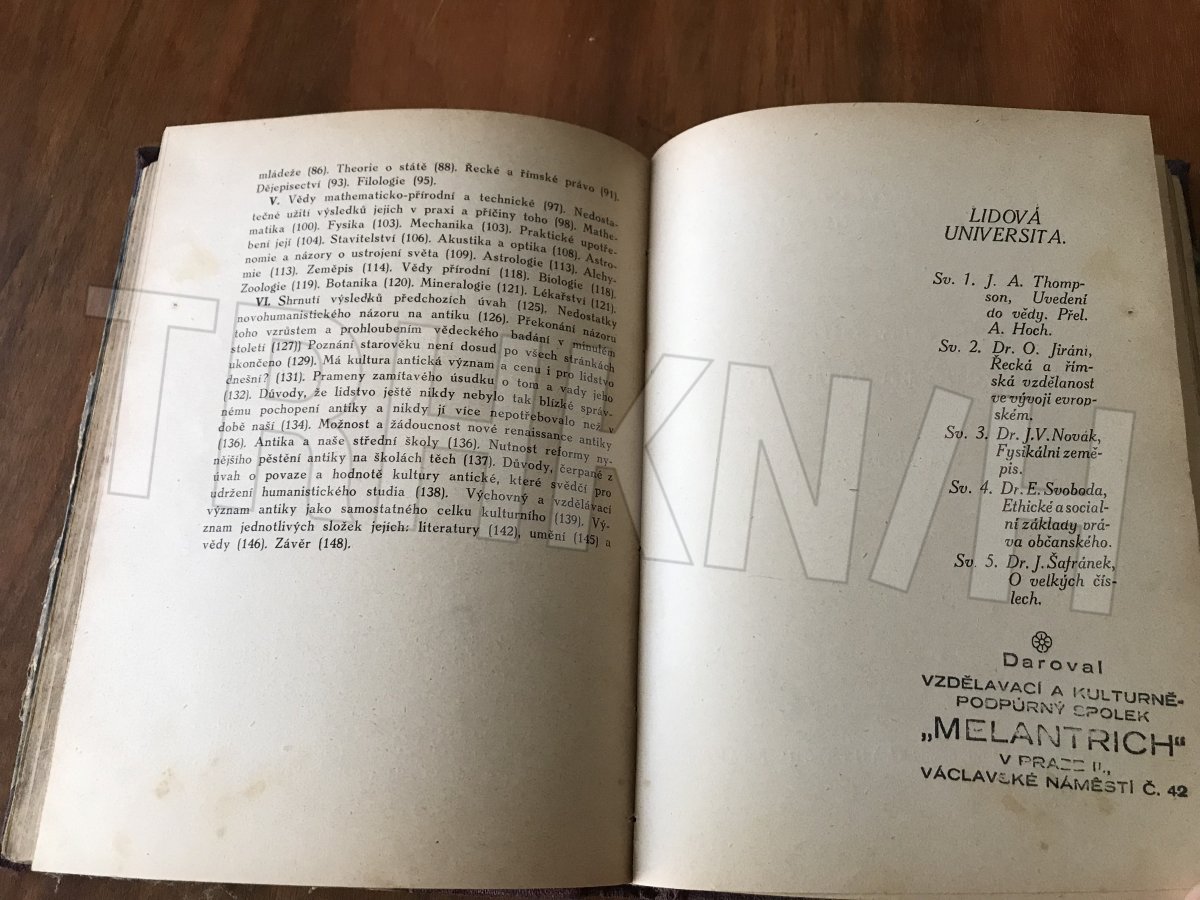 mládeže (86). Theorie o státě (88). Řecké a římské právo (91).
Dějepisectví (93). Filologie (95).
V. Vědy mathematicko-přírodní a technické (97). Nedosta-
tečné užití výsledků jejich v praxi a příčiny toho (98). Mathe-
matika (100). Fysika (103). Mechanika (103). Praktické upotře-
bení její (104). Stavitelství (106). Akustika a optika (108). Astro-
nomie a názory o ustrojení světa (109). Astrologie (113). Alchy-
mie (113). Zeměpis (114). Vědy přírodní (118). Biologie (118).
Zoologie (119). Botanika (120). Mineralogie (121). Lékařství (121).
VI. Shrnutí výsledků předchozích úvah (125). Nedostatky
novohumanistického názoru na antiku (126). Překonání názoru
toho vzrůstem a prohloubením vědeckého badání v minulém
století (127)) Poznání starověku není dosud po všech stránkách
ukončeno (129). Má kultura antická význam a cenu i pro lidstvo
dnešní? (131). Prameny zamítavého úsudku o tom a vady jeho
(132). Důvody, že lidstvo ještě nikdy nebylo tak blízké správ-
nému pochopení antiky a nikdy jí více nepotřebovalo než v
době naší (134). Možnost a žádoucnost nové renaissance antiky
(136). Antika a naše střední školy (136). Nutnost reformy ny-
nějšího pěstění antiky na školách těch (137). Důvody, čerpané z
úvah o povaze a hodnotě kultury antické, které svědčí pro
udržení humanistického studia (138). Výchovný a vzdělávací
význam antiky jako samostatného celku kulturního (139). Vý-
znam jednotlivých složek jejich: literatury (142), umění (145) a
vědy (146). Závěr (148).
LIDOVÁ
UNIVERSITA.
Sv. 1. J. A. Thomp-
son, Uvedení
do vědy. Přel.
A. Hoch.
Sv. 2. Dr. O. Jiráni,
Řecká a řím-
ská vzdělanost
ve vývoji evrop-
ském.
Sv. 3. Dr. J. V. Novák,
Fysikální země-
pis.
Sv. 4. Dr. E. Svoboda,
Ethické a social-
ní základy prá-
va občanského.
Sv. 5. Dr. J. Šafránek,
O velkých čís-
lech.
Daroval
VZDĚLAVACÍ A KULTURNĚ-
PODPŮRNÝ SPOLEK
„MELANTRICH"
V PRAZE II.,
VÁCLAVSKÉ NÁMĚSTÍ Č. 42
TRHKNIH